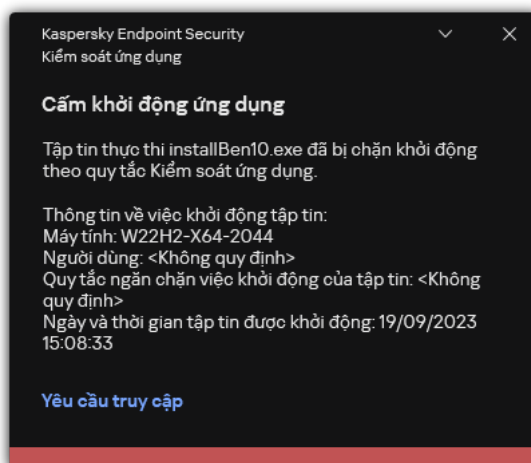 Kaspersky Endpoint Security
Kiểm soát ứng dụng
Cấm khởi động ứng dụng
Tập tin thực thi installBen10.exe đã bị chặn khởi động
theo quy tắc Kiểm soát ứng dụng.
Thông tin về việc khởi động tập tin:
Máy tính: W22H2-X64-2044
Người dùng: <Không quy định>
Quy tắc ngăn chặn việc khởi động của tập tin: <Không
quy định>
Ngày và thời gian tập tin được khởi động: 19/09/2023
15:08:33
Yêu cầu truy cập